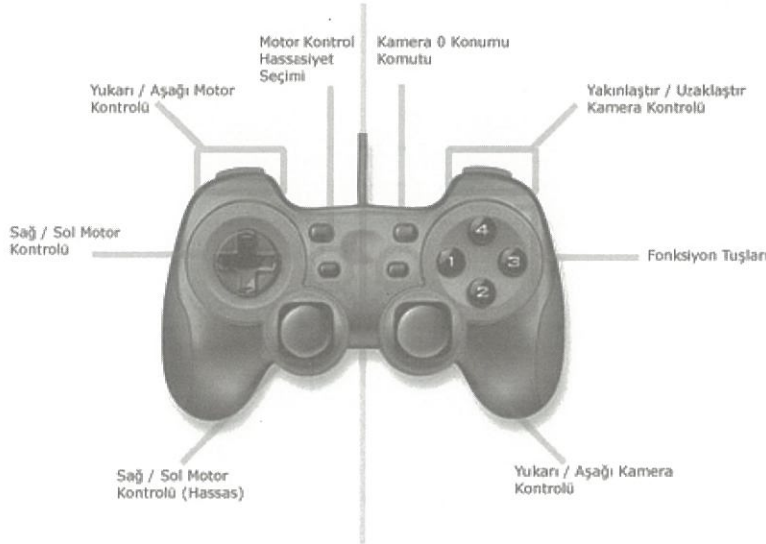 Motor Kontrol
Hassasiyet
Seçimi
Kamera 0 Konumu
Komutu
Yukarı / Aşağı Motor
Kontrolü
Yakınlaştır / Uzaklaştır
Kamera Kontrolü
Sağ / Sol Motor
Kontrolü
4
1
3
2
Fonksiyon Tuşları
Sağ / Sol Motor
Kontrolü (Hassas)
Yukarı / Aşağı Kamera
Kontrolü